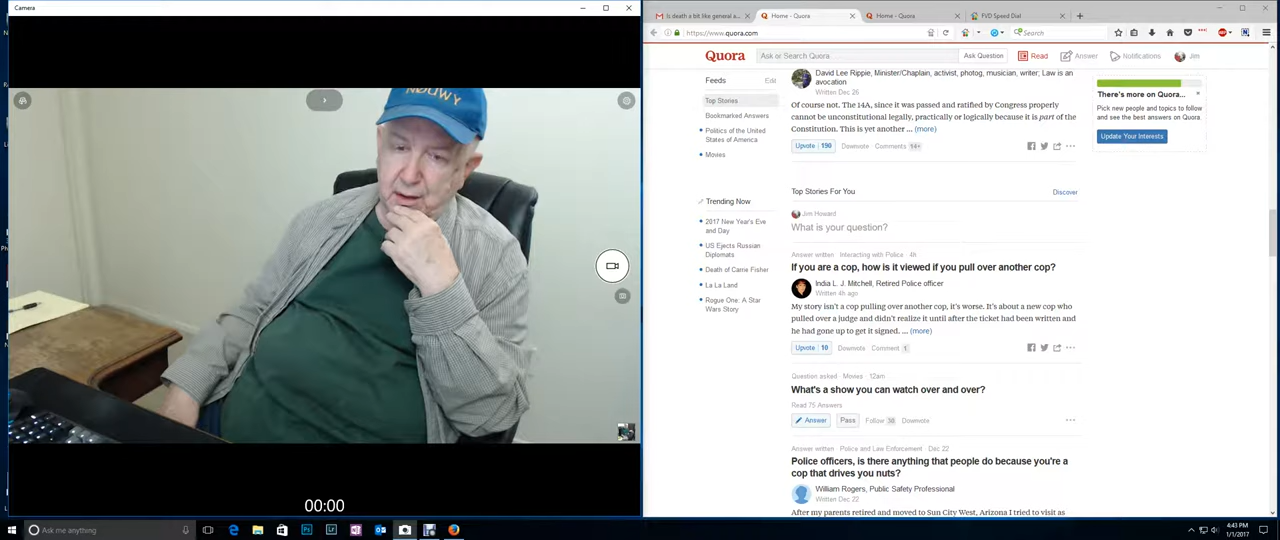 Camera
NDUWY
00:00
Is death a bit like general a...
Home - Quora
Home - Quora
FVD Speed Dial
https://www.quora.com
Search
Quora
Ask or Search Quora
Ask Question
Read
Answer
Notifications
Jim
Feeds
Edit
Top Stories
Bookmarked Answers
Politics of the United
States of America
Movies
Trending Now
2017 New Year's Eve
and Day
US Ejects Russian
Diplomats
Death of Carrie Fisher
La La Land
Rogue One: A Star
Wars Story
David Lee Rippie, Minister/Chaplain, activist, photog, musician, writer; Law is an
avocation
Written Dec 26
Of course not. The 14A, since it was passed and ratified by Congress properly
cannot be unconstitutional legally, practically or logically because it is part of the
Constitution. This is yet another ... (more)
Upvote 190 Downvote Comments 14+
Top Stories For You
Discover
Jim Howard
What is your question?
Answer written · Interacting with Police · 4h
If you are a cop, how is it viewed if you pull over another cop?
India L. J. Mitchell, Retired Police officer
Written 4h ago
My story isn't a cop pulling over another cop, it's worse. It's about a new cop who
pulled over a judge and didn't realize it until after the ticket had been written and
he had gone up to get it signed. ... (more)
Upvote 10 Downvote Comment 1
Question asked · Movies · 12am
What's a show you can watch over and over?
Read 75 Answers
Answer Pass Follow 38 Downvote
Answer written · Police and Law Enforcement · Dec 22
Police officers, is there anything that people do because you're a
cop that drives you nuts?
William Rogers, Public Safety Professional
Written Dec 22
After my parents retired and moved to Sun City West, Arizona I tried to visit as
There's more on Quora...
Pick new people and topics to follow
and see the best answers on Quora.
Update Your Interests
Ask me anything
4:43 PM
1/1/2017